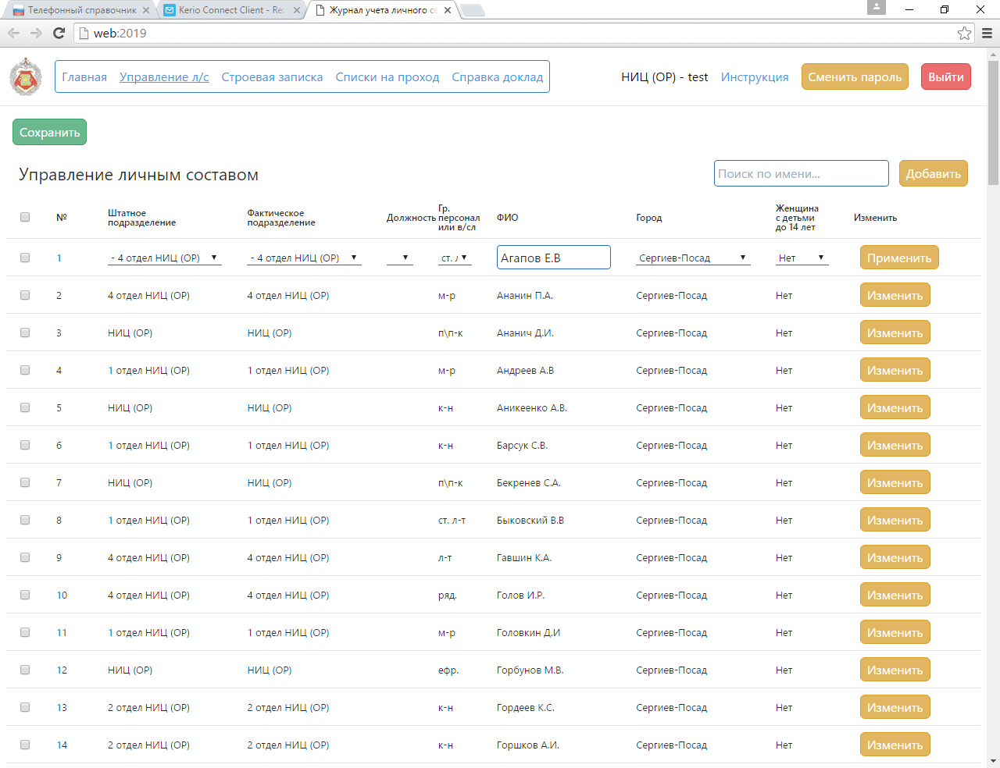 Телефонный справочник
Kerio Connect Client - Re
Журнал учета личного со
web:2019
Главная Управление л/с Строевая записка Списки на проход Справка доклад НИЦ (ОР) - test Инструкция Сменить пароль Выйти
Сохранить
Управление личным составом Поиск по имени... Добавить
№ Штатное подразделение Фактическое подразделение Должность Гр. персонал или в/сл ФИО Город Женщина с детьми до 14 лет Изменить
1 - 4 отдел НИЦ (ОР) - 4 отдел НИЦ (ОР) ст. Агапов Е.В Сергиев-Посад Нет Применить
2 4 отдел НИЦ (ОР) 4 отдел НИЦ (ОР) м-р Ананин П.А. Сергиев-Посад Нет Изменить
3 НИЦ (ОР) НИЦ (ОР) п\п-к Ананич Д.И. Сергиев-Посад Нет Изменить
4 1 отдел НИЦ (ОР) 1 отдел НИЦ (ОР) м-р Андреев А.В Сергиев-Посад Нет Изменить
5 НИЦ (ОР) НИЦ (ОР) к-н Аникеенко А.В. Сергиев-Посад Нет Изменить
6 1 отдел НИЦ (ОР) 1 отдел НИЦ (ОР) к-н Барсук С.В. Сергиев-Посад Нет Изменить
7 НИЦ (ОР) НИЦ (ОР) п\п-к Бекренев С.А. Сергиев-Посад Нет Изменить
8 1 отдел НИЦ (ОР) 1 отдел НИЦ (ОР) ст. л-т Быковский В.В Сергиев-Посад Нет Изменить
9 4 отдел НИЦ (ОР) 4 отдел НИЦ (ОР) л-т Гавшин К.А. Сергиев-Посад Нет Изменить
10 4 отдел НИЦ (ОР) 4 отдел НИЦ (ОР) ряд. Голов И.Р. Сергиев-Посад Нет Изменить
11 1 отдел НИЦ (ОР) 1 отдел НИЦ (ОР) м-р Головкин Д.И Сергиев-Посад Нет Изменить
12 НИЦ (ОР) НИЦ (ОР) ефр. Горбунов М.В. Сергиев-Посад Нет Изменить
13 2 отдел НИЦ (ОР) 2 отдел НИЦ (ОР) к-н Гордеев К.С. Сергиев-Посад Нет Изменить
14 2 отдел НИЦ (ОР) 2 отдел НИЦ (ОР) к-н Горшков А.И. Сергиев-Посад Нет Изменить